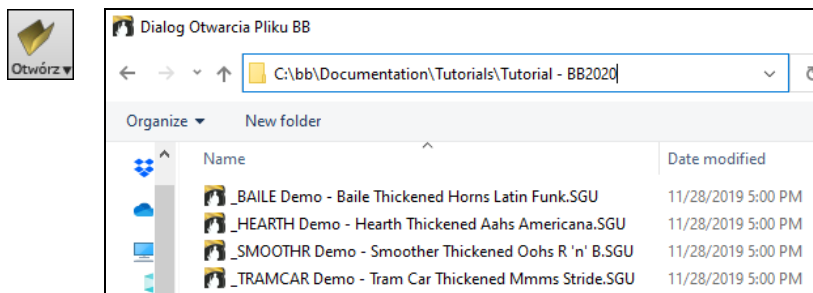 Otwórz
Dialog Otwarcia Pliku BB
C:\bb\Documentation\Tutorials\Tutorial - BB2020
Organize New folder
Name Date modified
_BAILE Demo - Baile Thickened Horns Latin Funk.SGU 11/28/2019 5:00 PM
_HEARTH Demo - Hearth Thickened Aahs Americana.SGU 11/28/2019 5:00 PM
_SMOOTHR Demo - Smoother Thickened Oohs R 'n' B.SGU 11/28/2019 5:00 PM
_TRAMCAR Demo - Tram Car Thickened Mmms Stride.SGU 11/28/2019 5:00 PM